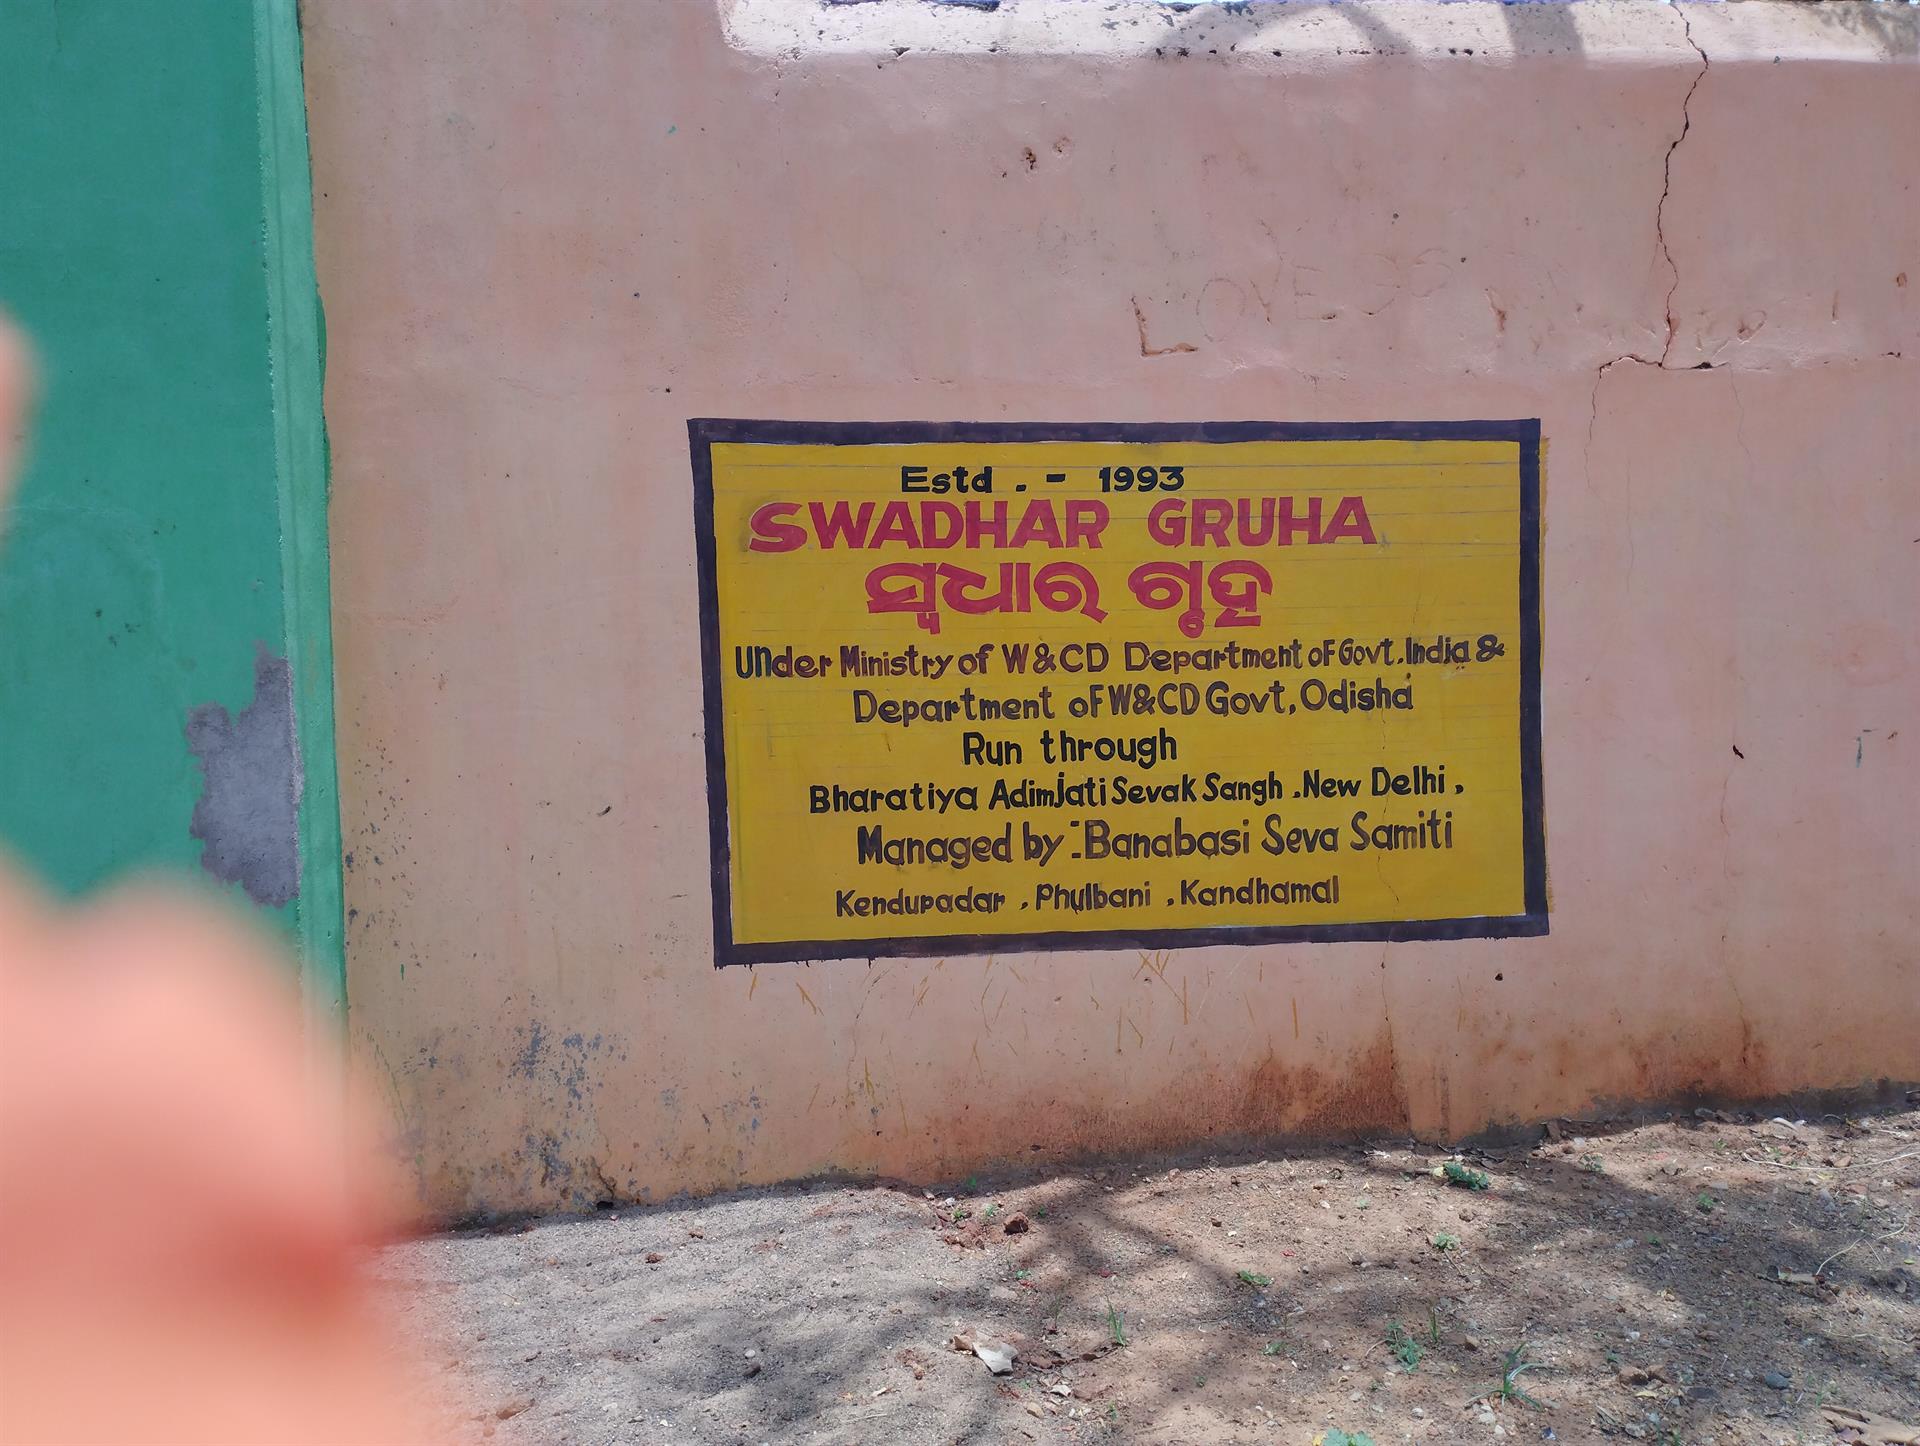 LOVE
Estd . - 1993
SWADHAR GRUHA
ସ୍ୱଧାର ଗୃହ
Under Ministry of W&CD Department of Govt. India &
Department of W&CD Govt, Odisha
Run through
Bharatiya Adimjati Sevak Sangh . New Delhi ,
Managed by :- Banabasi Seva Samiti
Kendupadar , Phulbani , Kandhamal